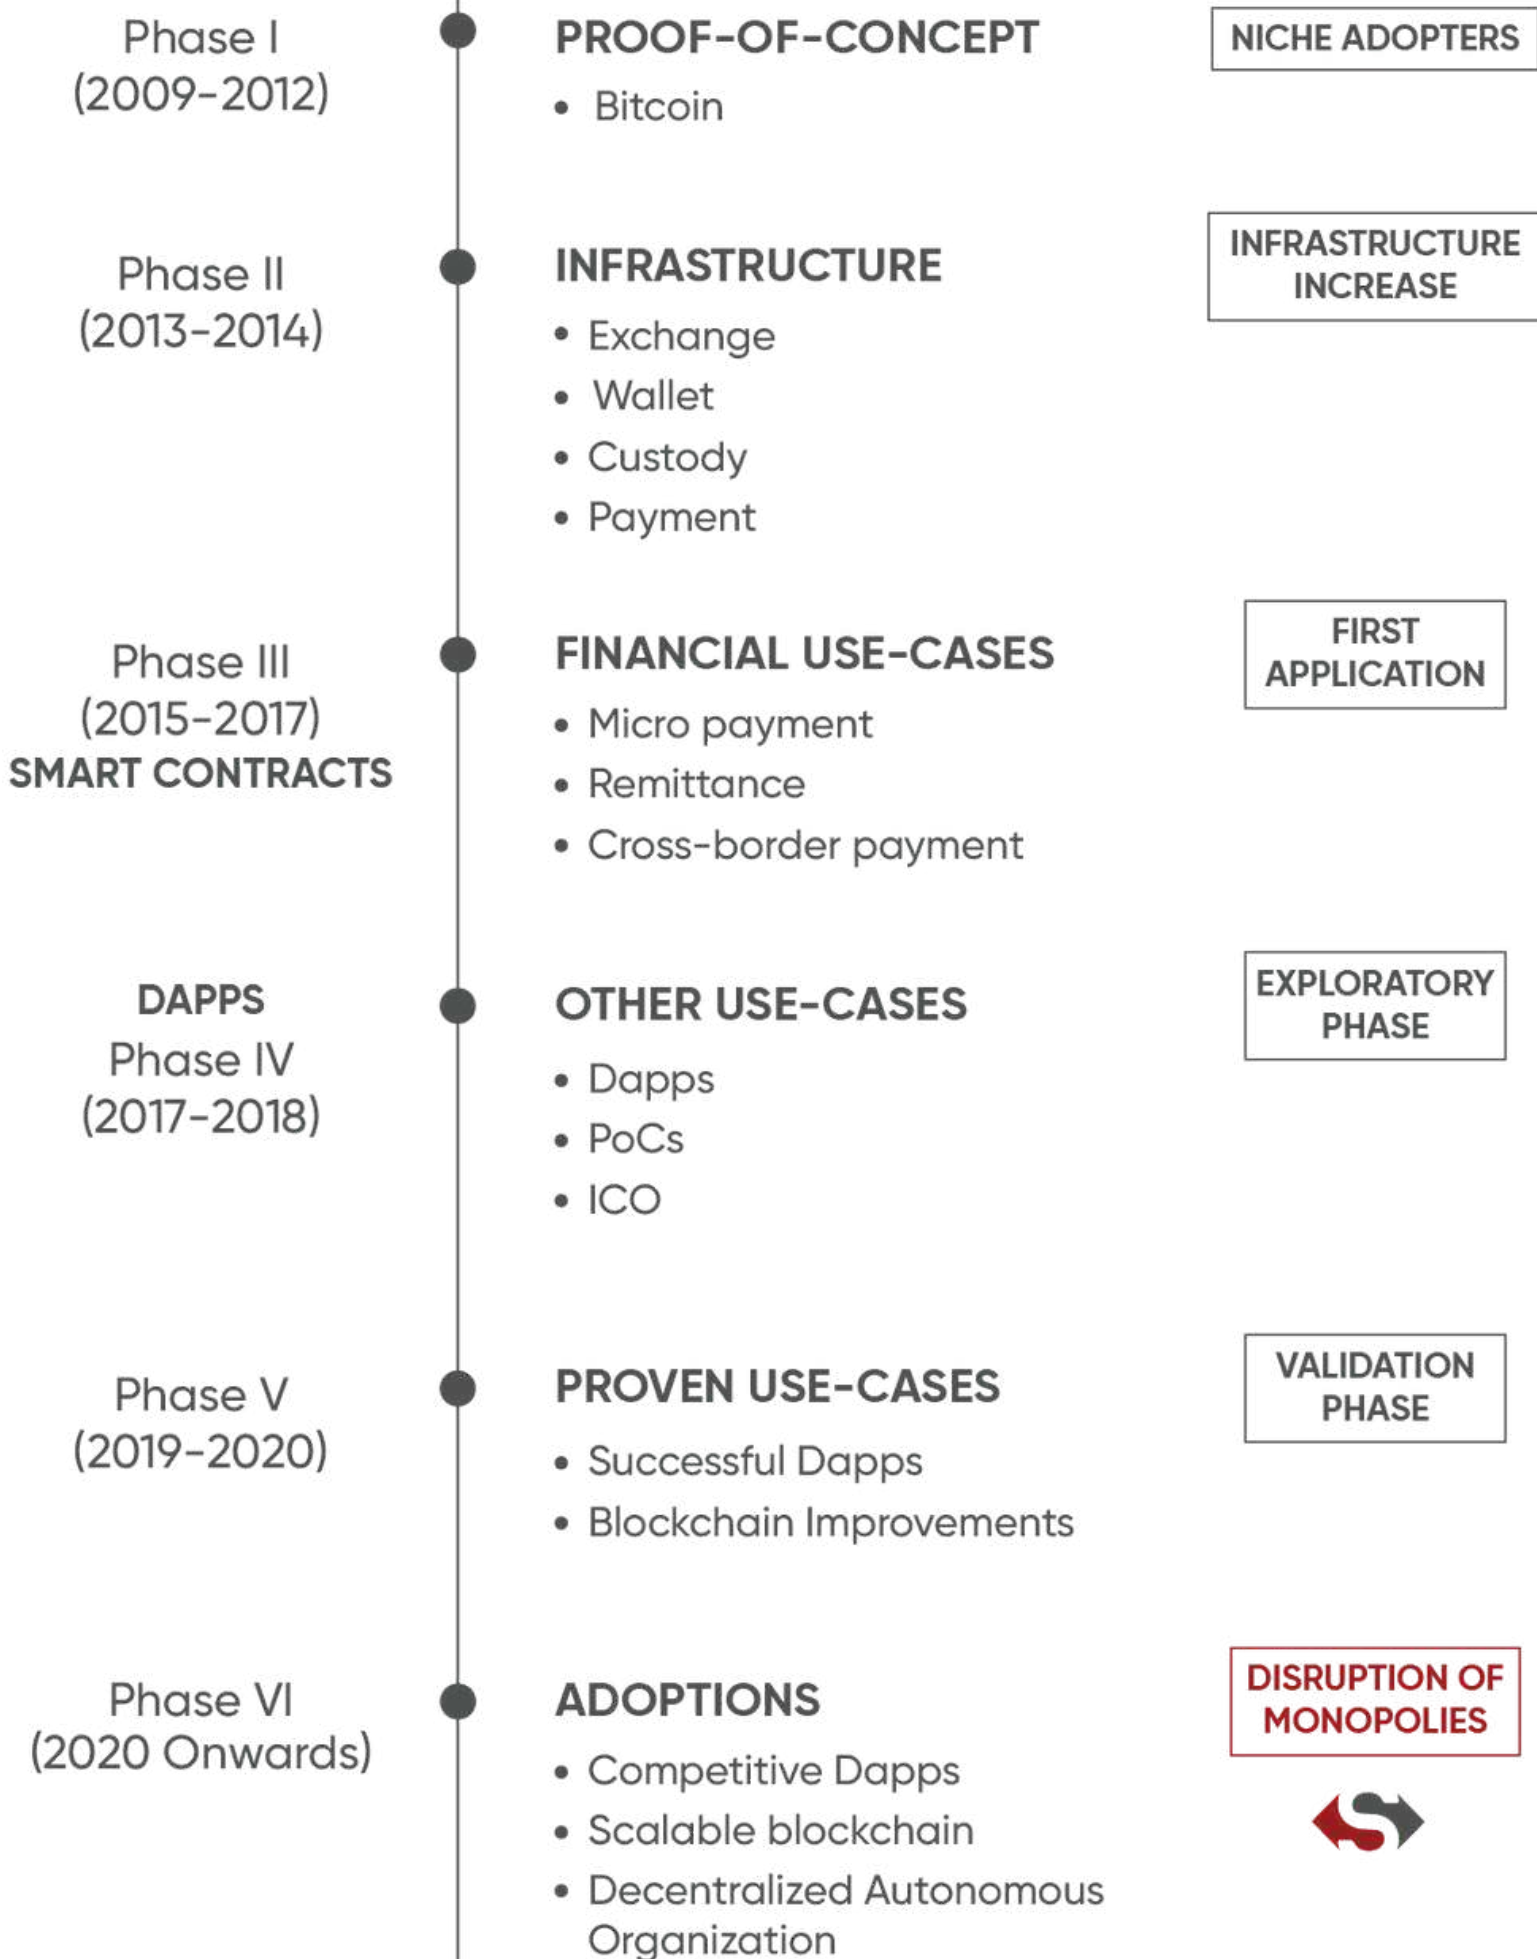 Phase I
(2009-2012)
PROOF-OF-CONCEPT
• Bitcoin
NICHE ADOPTERS
Phase II
(2013-2014)
INFRASTRUCTURE
• Exchange
• Wallet
• Custody
• Payment
INFRASTRUCTURE
INCREASE
Phase III
(2015-2017)
SMART CONTRACTS
FINANCIAL USE-CASES
• Micro payment
• Remittance
• Cross-border payment
FIRST
APPLICATION
DAPPS
Phase IV
(2017-2018)
OTHER USE-CASES
• Dapps
• PoCs
• ICO
EXPLORATORY
PHASE
Phase V
(2019-2020)
PROVEN USE-CASES
• Successful Dapps
• Blockchain Improvements
VALIDATION
PHASE
Phase VI
(2020 Onwards)
ADOPTIONS
• Competitive Dapps
• Scalable blockchain
• Decentralized Autonomous
Organization
DISRUPTION OF
MONOPOLIES